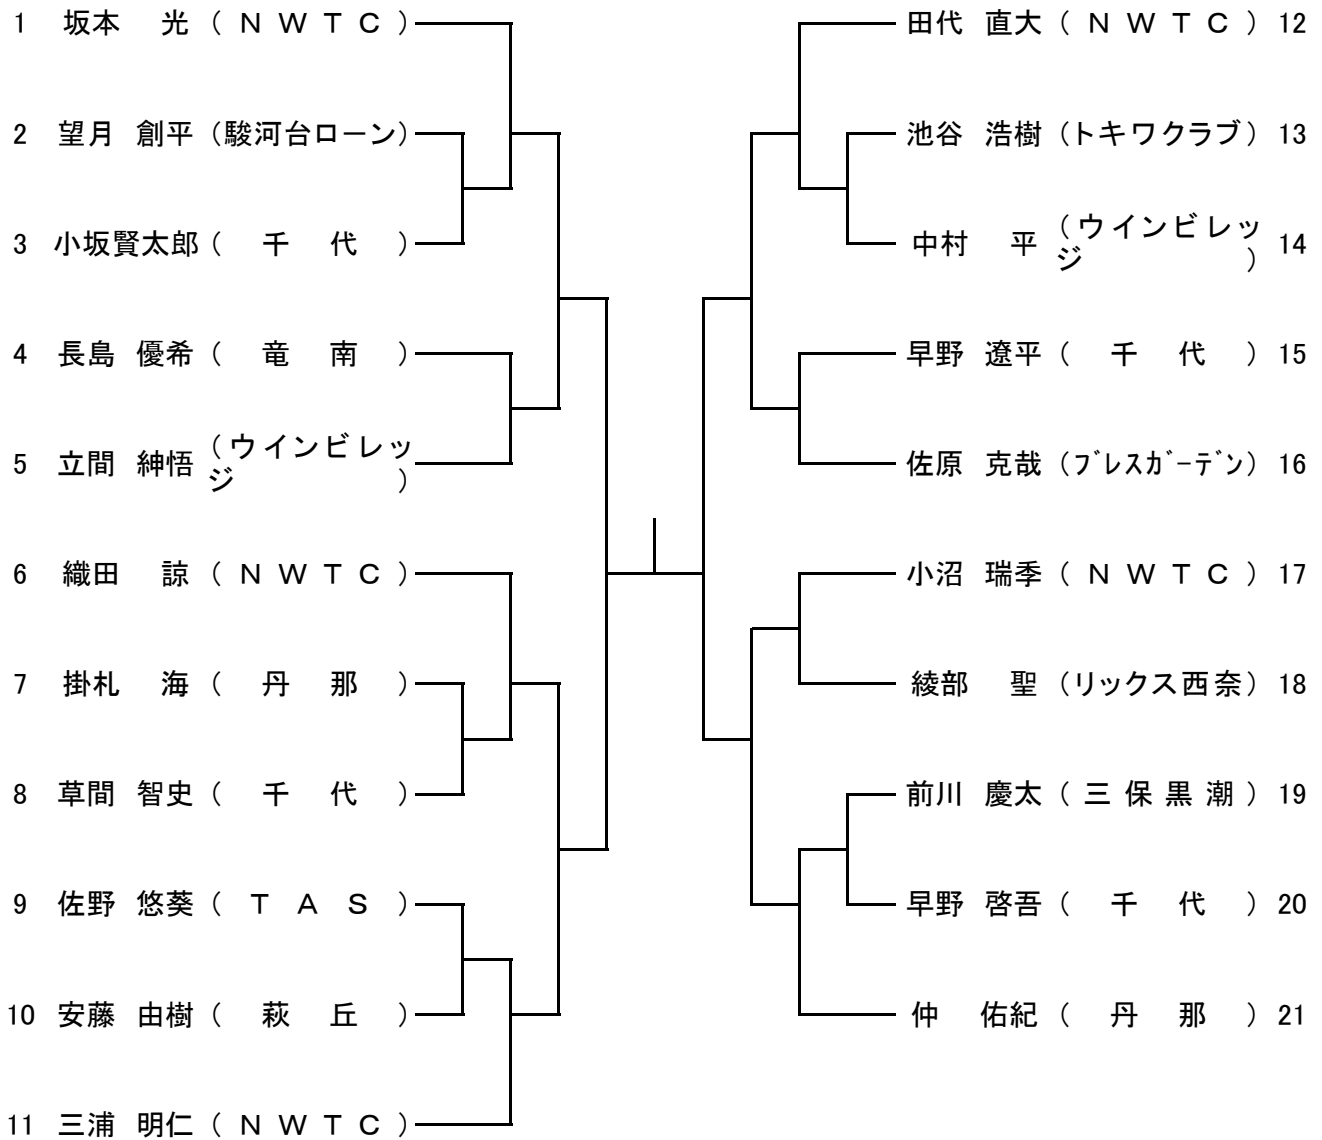 1 坂本 光 ( N W T C )
2 望月 創平 (駿河台ローン)
3 小坂賢太郎 ( 千 代 )
4 長島 優希 ( 竜 南 )
5 立間 紳悟 (ウインビレッ
ジ )
6 織田 諒 ( N W T C )
7 掛札 海 ( 丹 那 )
8 草間 智史 ( 千 代 )
9 佐野 悠葵 ( T A S )
10 安藤 由樹 ( 萩 丘 )
11 三浦 明仁 ( N W T C )
田代 直大 ( N W T C ) 12
池谷 浩樹 (トキワクラブ) 13
中村 平 (ウインビレッ
ジ ) 14
早野 遼平 ( 千 代 ) 15
佐原 克哉 (ブレスガーデン) 16
小沼 瑞季 ( N W T C ) 17
綾部 聖 (リックス西奈) 18
前川 慶太 ( 三 保 黒 潮 ) 19
早野 啓吾 ( 千 代 ) 20
仲 佑紀 ( 丹 那 ) 21